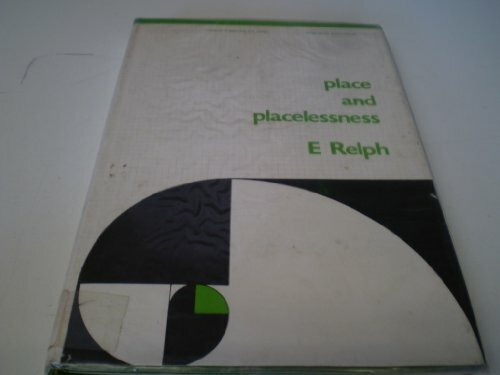 place
and
placelessness
E Relph